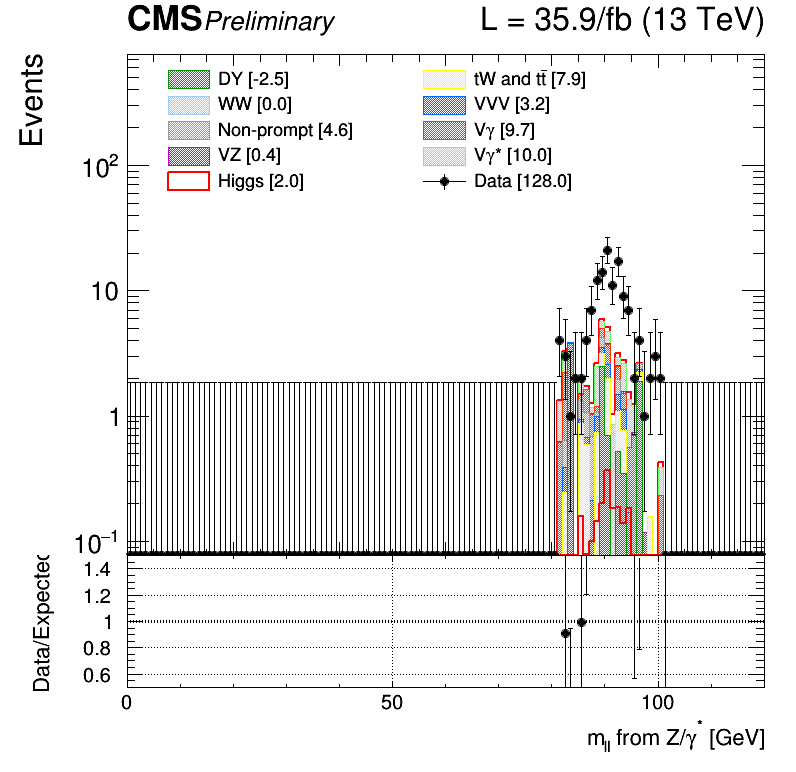 CMS Preliminary L = 35.9/fb (13 TeV)
Events
DY [-2.5] tW and tt̄ [7.9]
WW [0.0] VVV [3.2]
Non-prompt [4.6] Vγ [9.7]
VZ [0.4] Vγ* [10.0]
Higgs [2.0] Data [128.0]
10²
10
1
10⁻¹
Data/Expected
1.4
1.2
1
0.8
0.6
0 50 100
m_ll from Z/γ* [GeV]